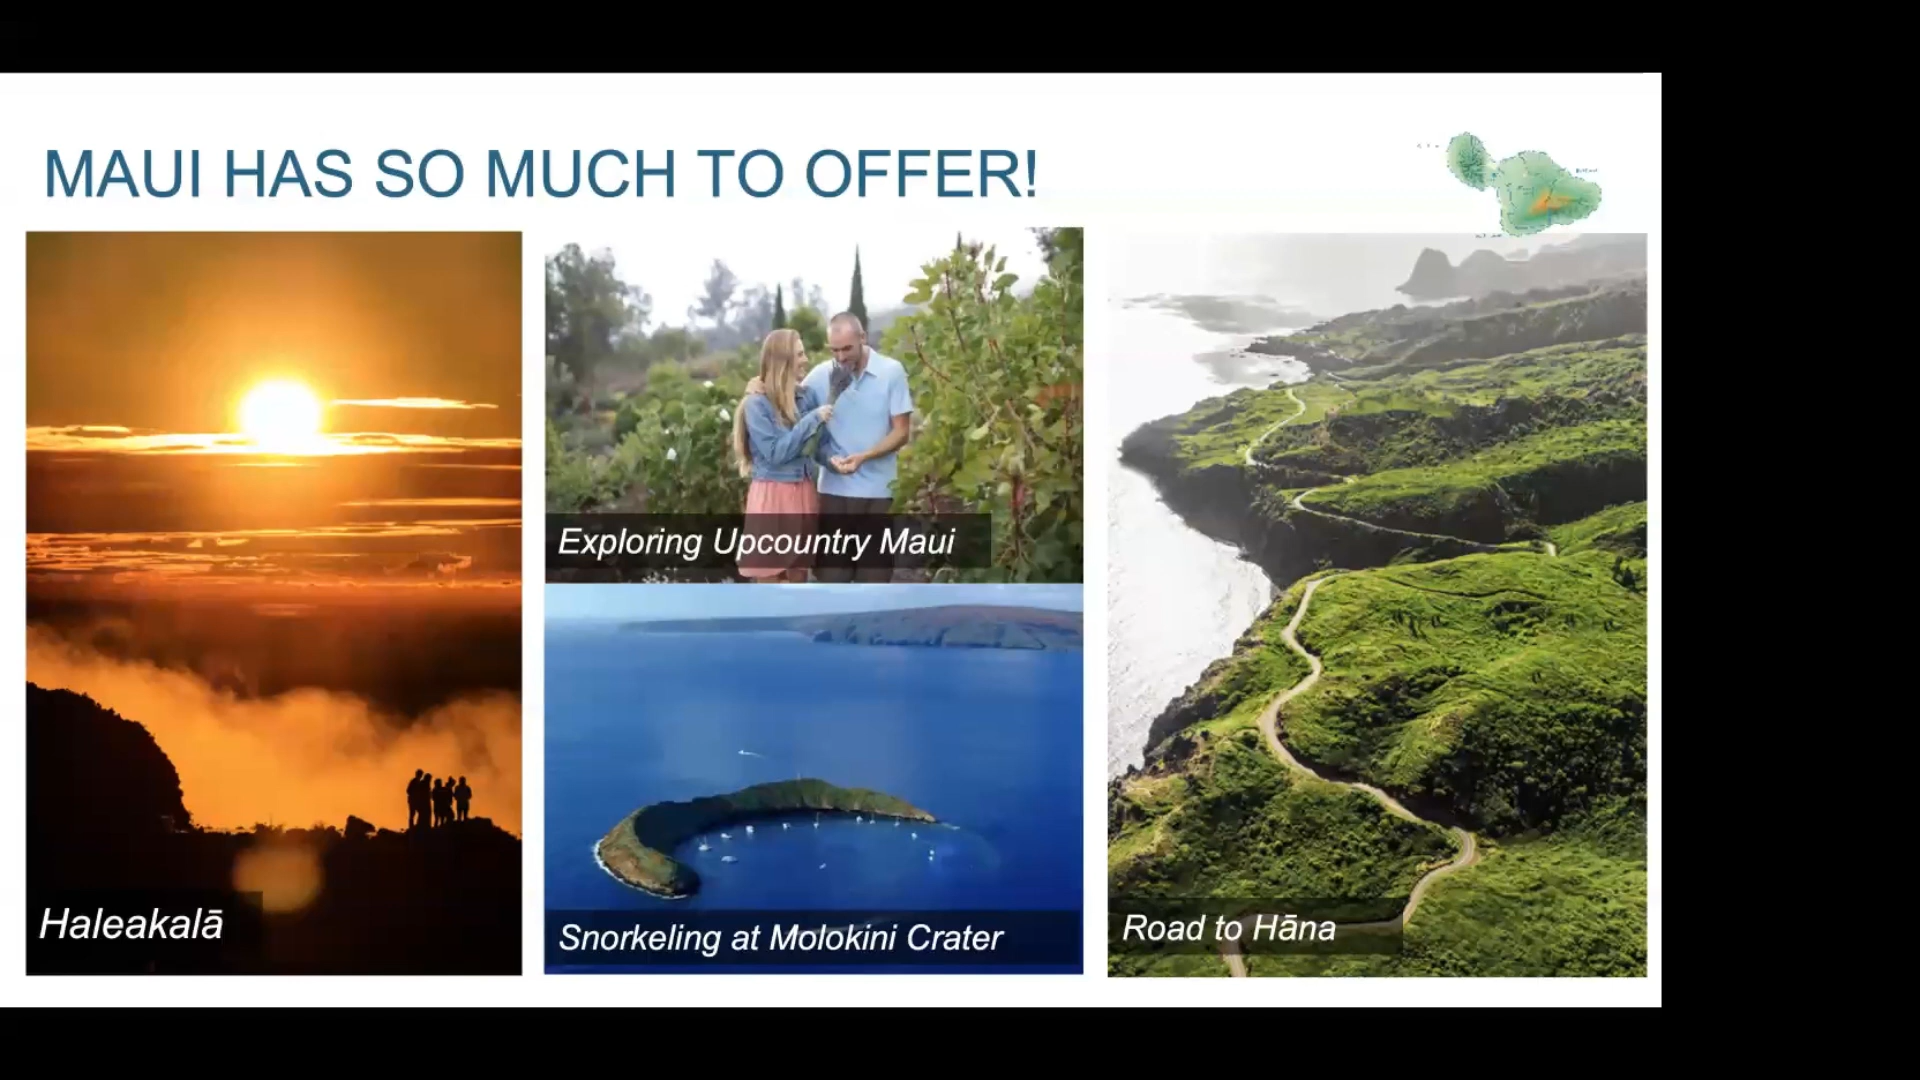 MAUI HAS SO MUCH TO OFFER!
Haleakalā
Exploring Upcountry Maui
Snorkeling at Molokini Crater
Road to Hāna